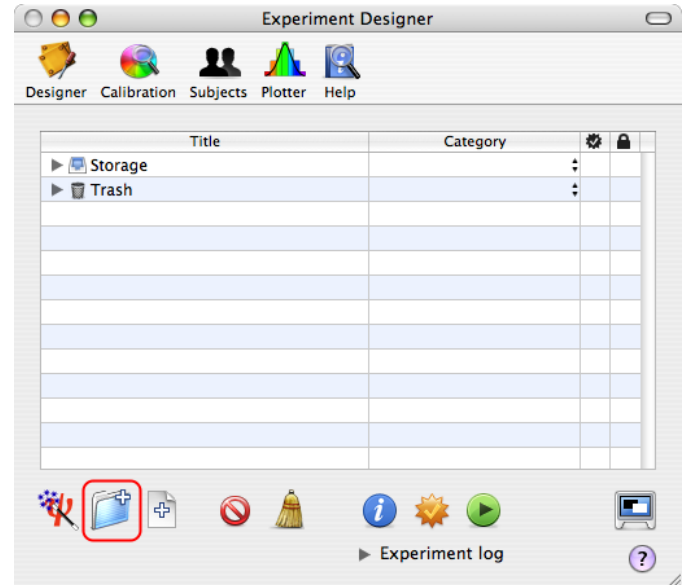 Experiment Designer
Designer Calibration Subjects Plotter Help
Title Category
Storage
Trash
Experiment log